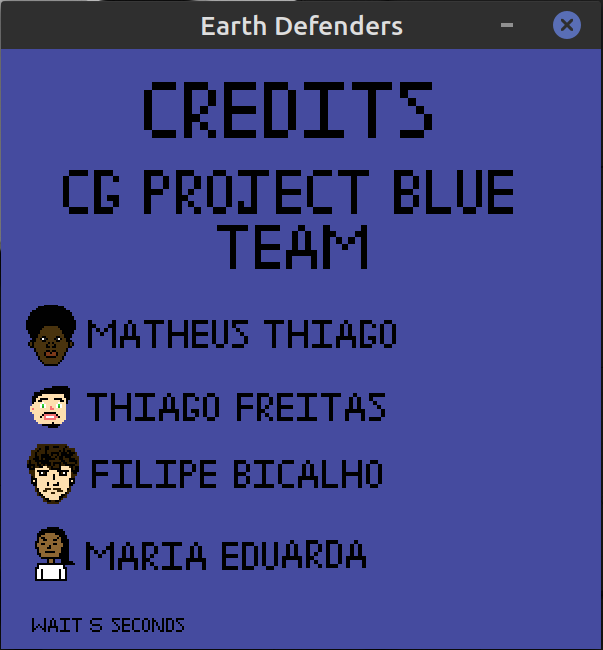 Earth Defenders
CREDITS
CG PROJECT BLUE
TEAM
MATHEUS THIAGO
THIAGO FREITAS
FILIPE BICALHO
MARIA EDUARDA
WAIT 5 SECONDS